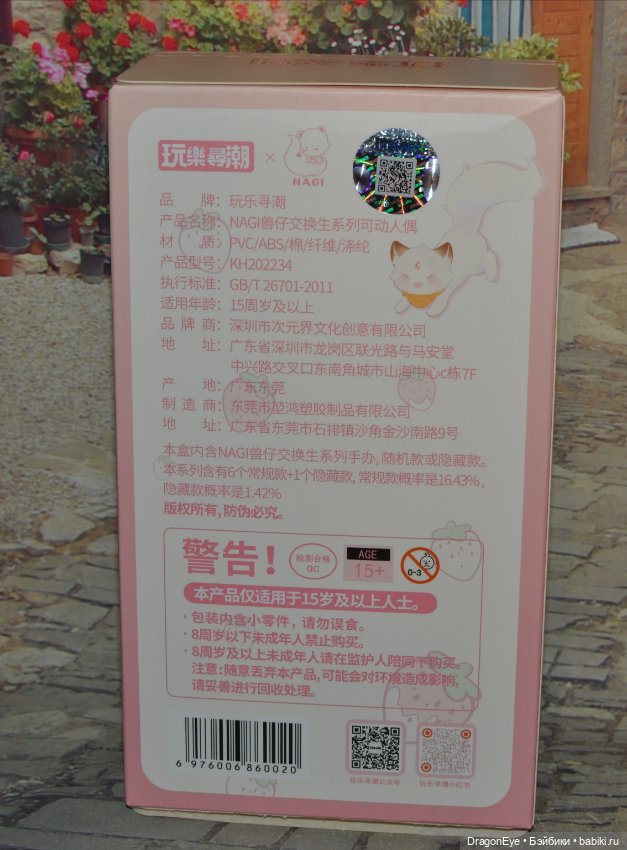 玩樂尋潮 × NAGI
品牌：玩乐寻潮
产品名称：NAGI兽仔交换生系列可动人偶
材质：PVC/ABS/棉/纤维/涤纶
产品型号：KH202234
执行标准：GB/T 26701-2011
适用年龄：15周岁及以上
品牌商：深圳市次元界文化创意有限公司
地址：广东省深圳市龙岗区联光路与马安堂
中兴路交叉口东南角城市山海中心c栋7F
产地：广东东莞
制造商：东莞市堃鸿塑胶制品有限公司
地址：广东省东莞市石排镇沙角金沙南路9号
本盒内含NAGI兽仔交换生系列手办, 随机款或隐藏款。
本系列含有6个常规款+1个隐藏款, 常规款概率是16.43%,
隐藏款概率是1.42%
版权所有, 防伪必究。
警告！
检测合格
QC
AGE
15+
0-3
本产品仅适用于15岁及以上人士。
· 包装内含小零件，请勿误食。
· 8周岁以下未成年人禁止购买。
· 8周岁及以上未成年人请在监护人陪同下购买。
注意: 随意丢弃本产品, 可能会对环境造成影响,
请妥善进行回收处理。
6 976006 860020
玩乐寻潮公众号
玩乐寻潮小红书
DragonEye • Бэйбики • babiki.ru